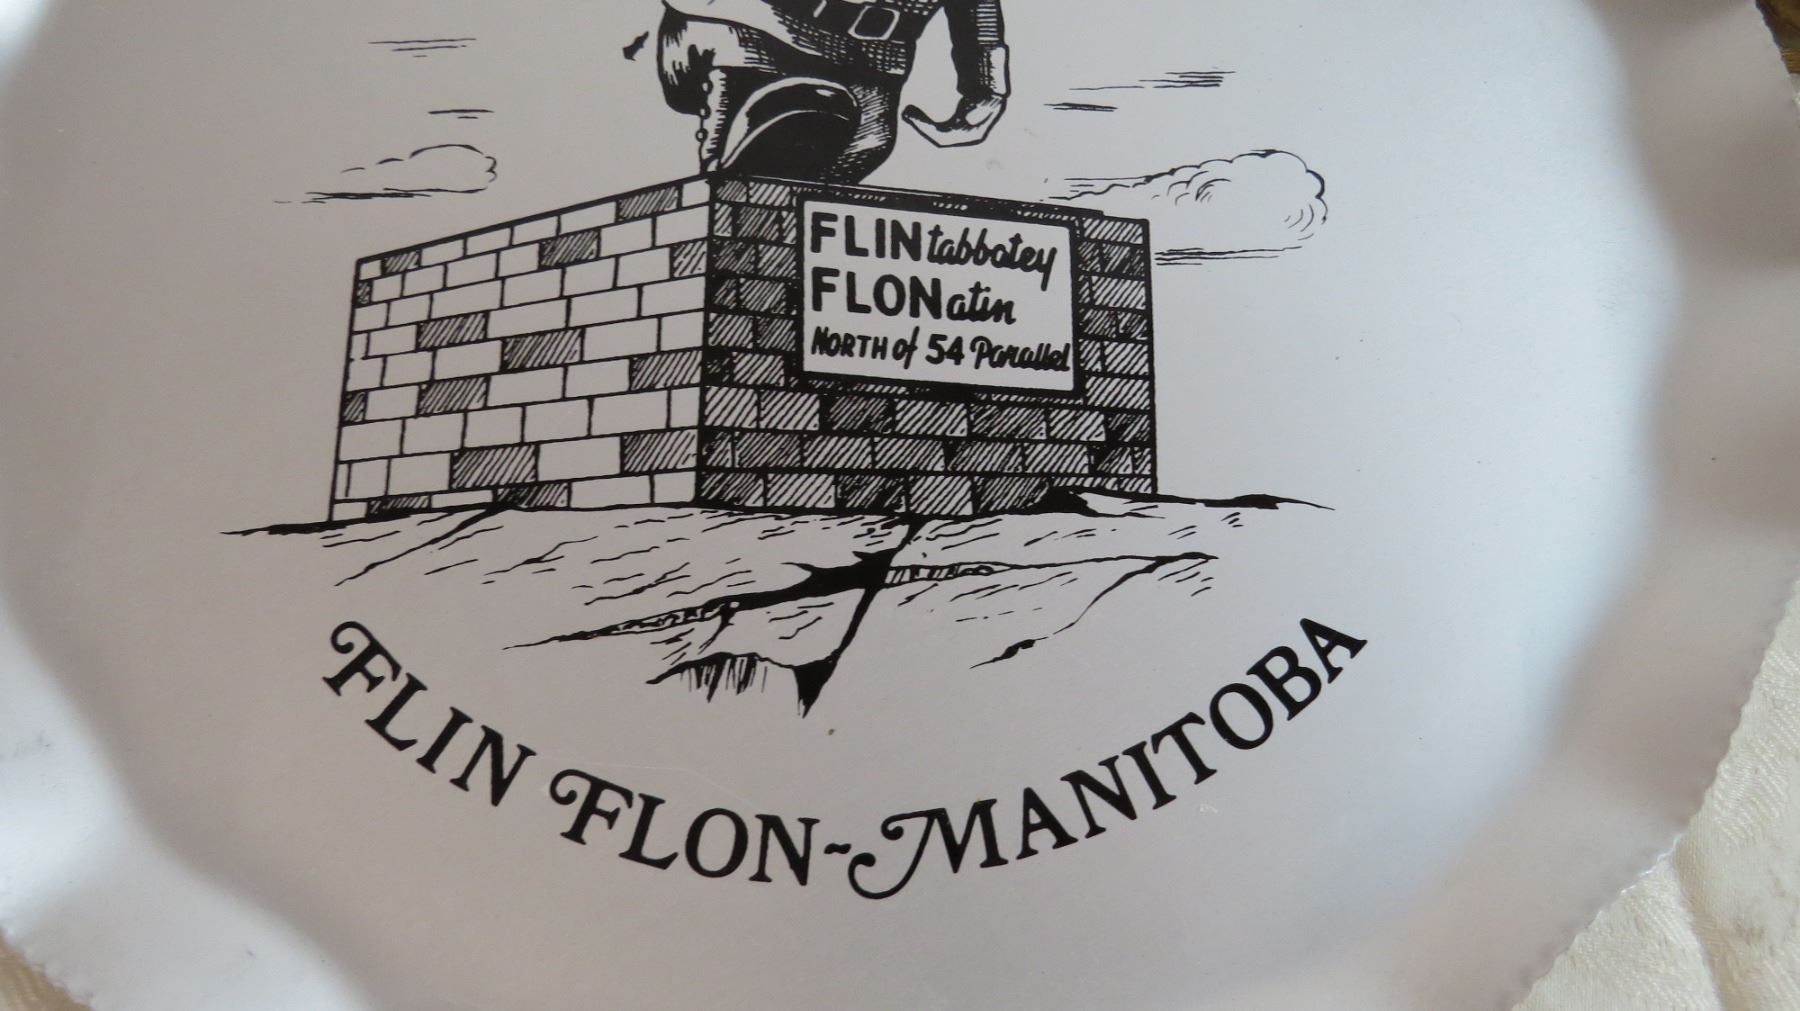 FLINtabbatey
FLONatin
NORTH of 54 Parallel
FLIN FLON~MANITOBA